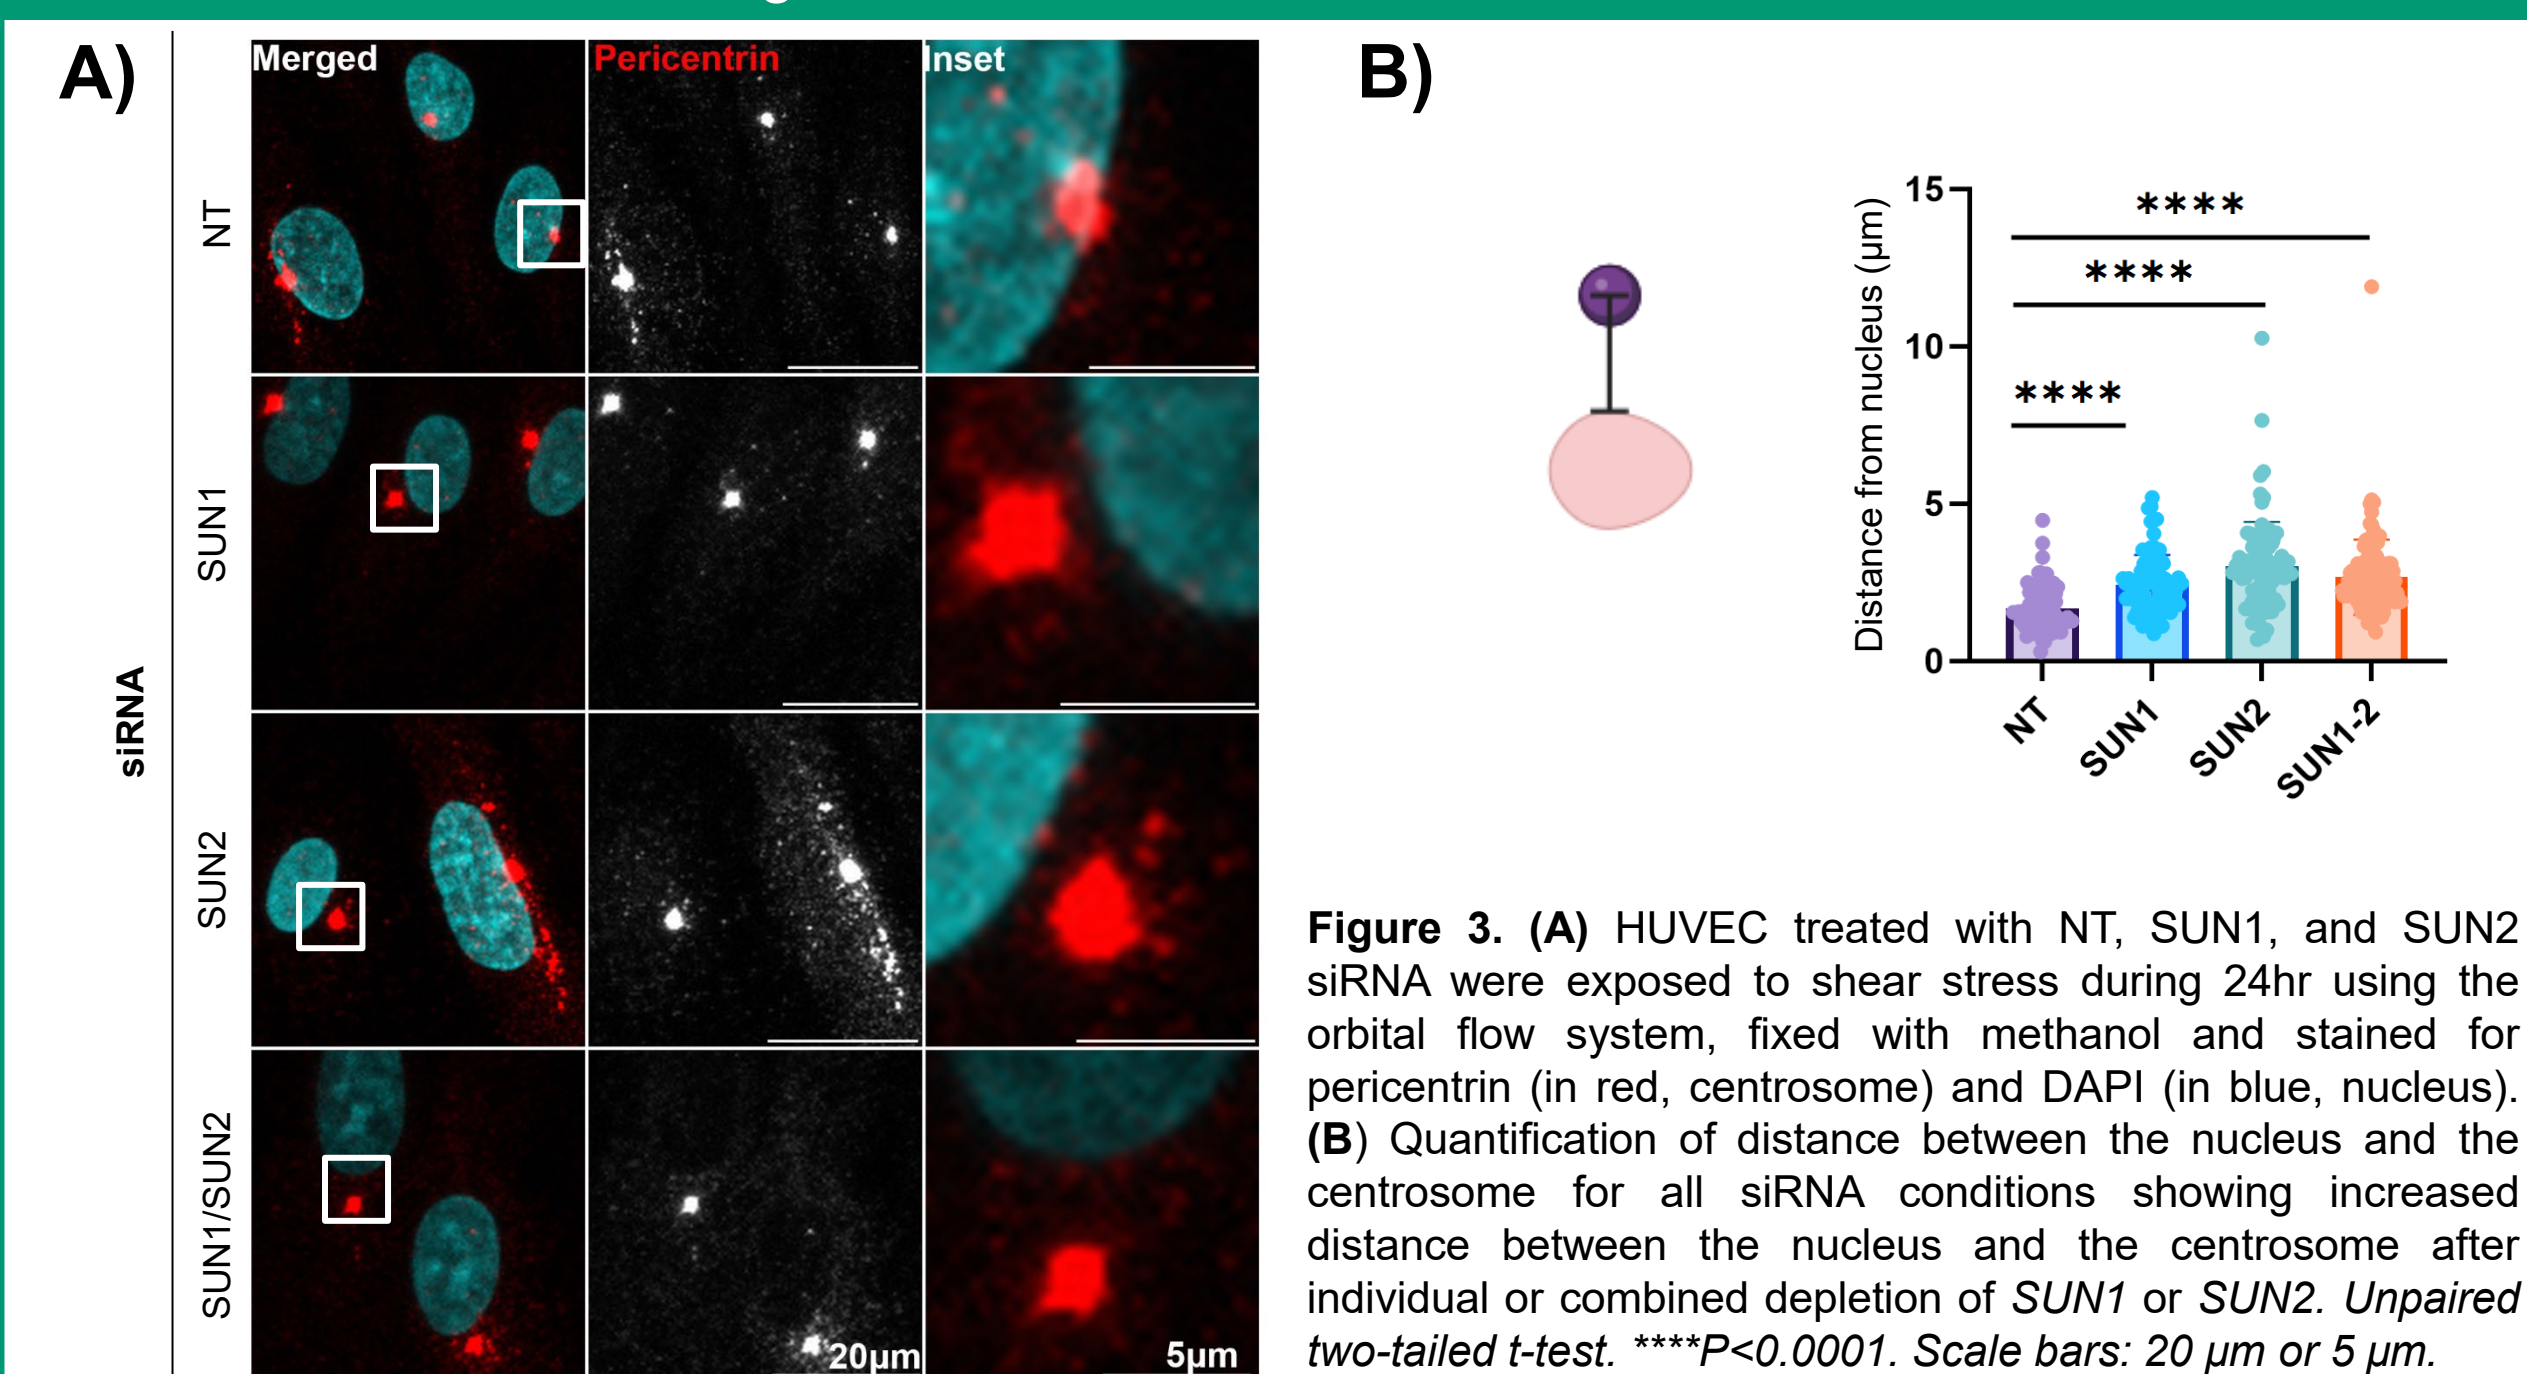 A)
Merged
Pericentrin
Inset
siRNA
NT
SUN1
SUN2
SUN1/SUN2
20µm
5µm
B)
Distance from nucleus (µm)
15
10
5
0
****
****
****
NT
SUN1
SUN2
SUN1-2
Figure 3. (A) HUVEC treated with NT, SUN1, and SUN2
siRNA were exposed to shear stress during 24hr using the
orbital flow system, fixed with methanol and stained for
pericentrin (in red, centrosome) and DAPI (in blue, nucleus).
(B) Quantification of distance between the nucleus and the
centrosome for all siRNA conditions showing increased
distance between the nucleus and the centrosome after
individual or combined depletion of SUN1 or SUN2. Unpaired
two-tailed t-test. ****P<0.0001. Scale bars: 20 µm or 5 µm.